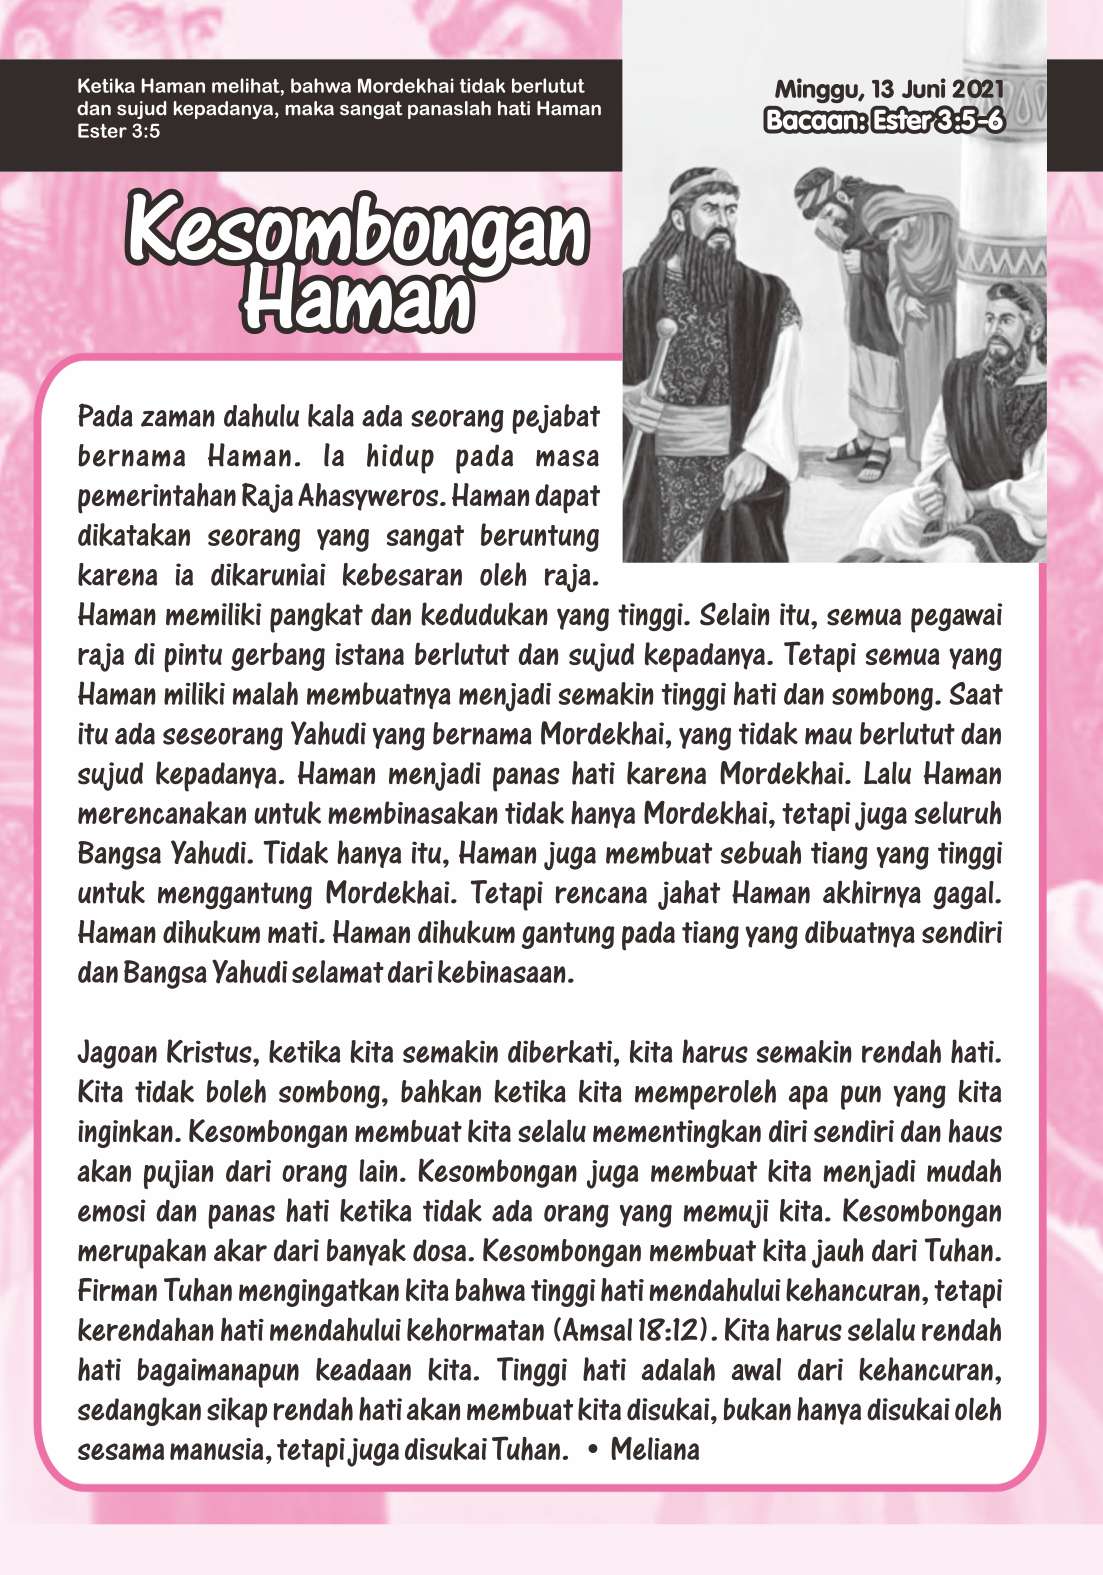 Ketika Haman melihat, bahwa Mordekhai tidak berlutut
dan sujud kepadanya, maka sangat panaslah hati Haman
Ester 3:5
Minggu, 13 Juni 2021
Bacaan: Ester 3:5-6
Kesombongan
Haman
Pada zaman dahulu kala ada seorang pejabat
bernama Haman. Ia hidup pada masa
pemerintahan Raja Ahasyweros. Haman dapat
dikatakan seorang yang sangat beruntung
karena ia dikaruniai kebesaran oleh raja.
Haman memiliki pangkat dan kedudukan yang tinggi. Selain itu, semua pegawai
raja di pintu gerbang istana berlutut dan sujud kepadanya. Tetapi semua yang
Haman miliki malah membuatnya menjadi semakin tinggi hati dan sombong. Saat
itu ada seseorang Yahudi yang bernama Mordekhai, yang tidak mau berlutut dan
sujud kepadanya. Haman menjadi panas hati karena Mordekhai. Lalu Haman
merencanakan untuk membinasakan tidak hanya Mordekhai, tetapi juga seluruh
Bangsa Yahudi. Tidak hanya itu, Haman juga membuat sebuah tiang yang tinggi
untuk menggantung Mordekhai. Tetapi rencana jahat Haman akhirnya gagal.
Haman dihukum mati. Haman dihukum gantung pada tiang yang dibuatnya sendiri
dan Bangsa Yahudi selamat dari kebinasaan.
Jagoan Kristus, ketika kita semakin diberkati, kita harus semakin rendah hati.
Kita tidak boleh sombong, bahkan ketika kita memperoleh apa pun yang kita
inginkan. Kesombongan membuat kita selalu mementingkan diri sendiri dan haus
akan pujian dari orang lain. Kesombongan juga membuat kita menjadi mudah
emosi dan panas hati ketika tidak ada orang yang memuji kita. Kesombongan
merupakan akar dari banyak dosa. Kesombongan membuat kita jauh dari Tuhan.
Firman Tuhan mengingatkan kita bahwa tinggi hati mendahului kehancuran, tetapi
kerendahan hati mendahului kehormatan (Amsal 18:12). Kita harus selalu rendah
hati bagaimanapun keadaan kita. Tinggi hati adalah awal dari kehancuran,
sedangkan sikap rendah hati akan membuat kita disukai, bukan hanya disukai oleh
sesama manusia, tetapi juga disukai Tuhan. • Meliana